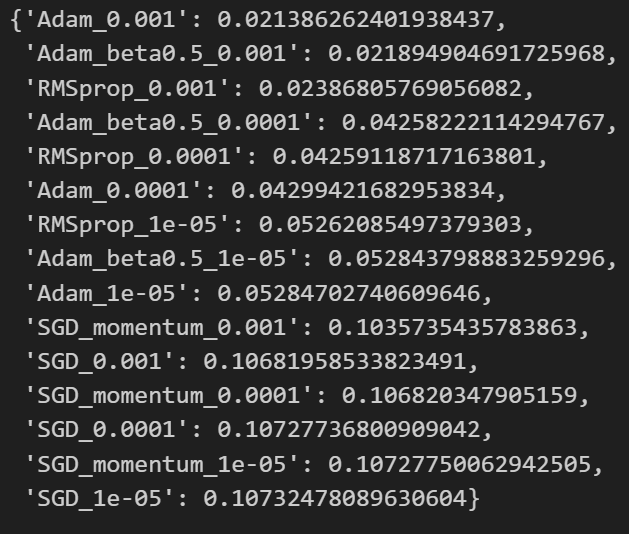 {'Adam_0.001': 0.021386262401938437,
'Adam_beta0.5_0.001': 0.021894904691725968,
'RMSprop_0.001': 0.02386805769056082,
'Adam_beta0.5_0.0001': 0.04258222114294767,
'RMSprop_0.0001': 0.04259118717163801,
'Adam_0.0001': 0.04299421682953834,
'RMSprop_1e-05': 0.05262085497379303,
'Adam_beta0.5_1e-05': 0.052843798883259296,
'Adam_1e-05': 0.05284702740609646,
'SGD_momentum_0.001': 0.1035735435783863,
'SGD_0.001': 0.10681958533823491,
'SGD_momentum_0.0001': 0.106820347905159,
'SGD_0.0001': 0.10727736800909042,
'SGD_momentum_1e-05': 0.10727750062942505,
'SGD_1e-05': 0.10732478089630604}